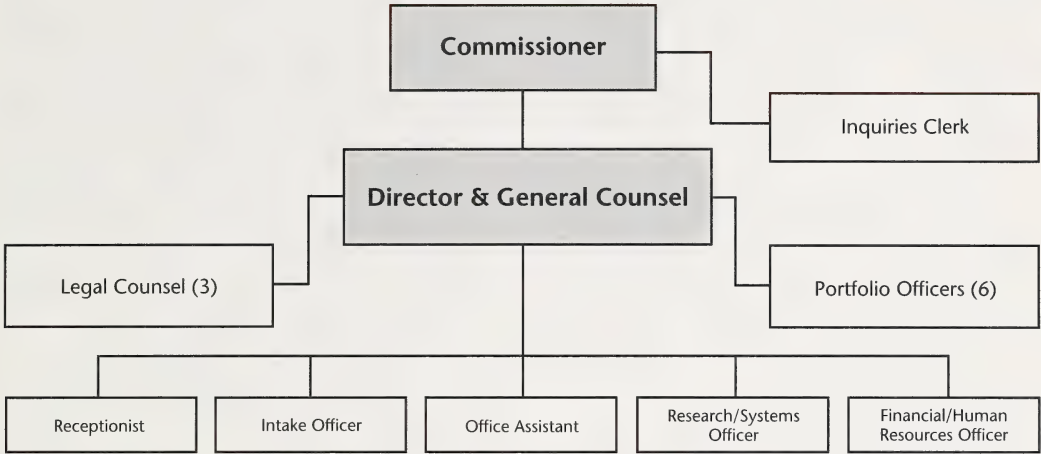 Commissioner
Inquiries Clerk
Director & General Counsel
Legal Counsel (3)
Portfolio Officers (6)
Receptionist
Intake Officer
Office Assistant
Research/Systems
Officer
Financial/Human
Resources Officer